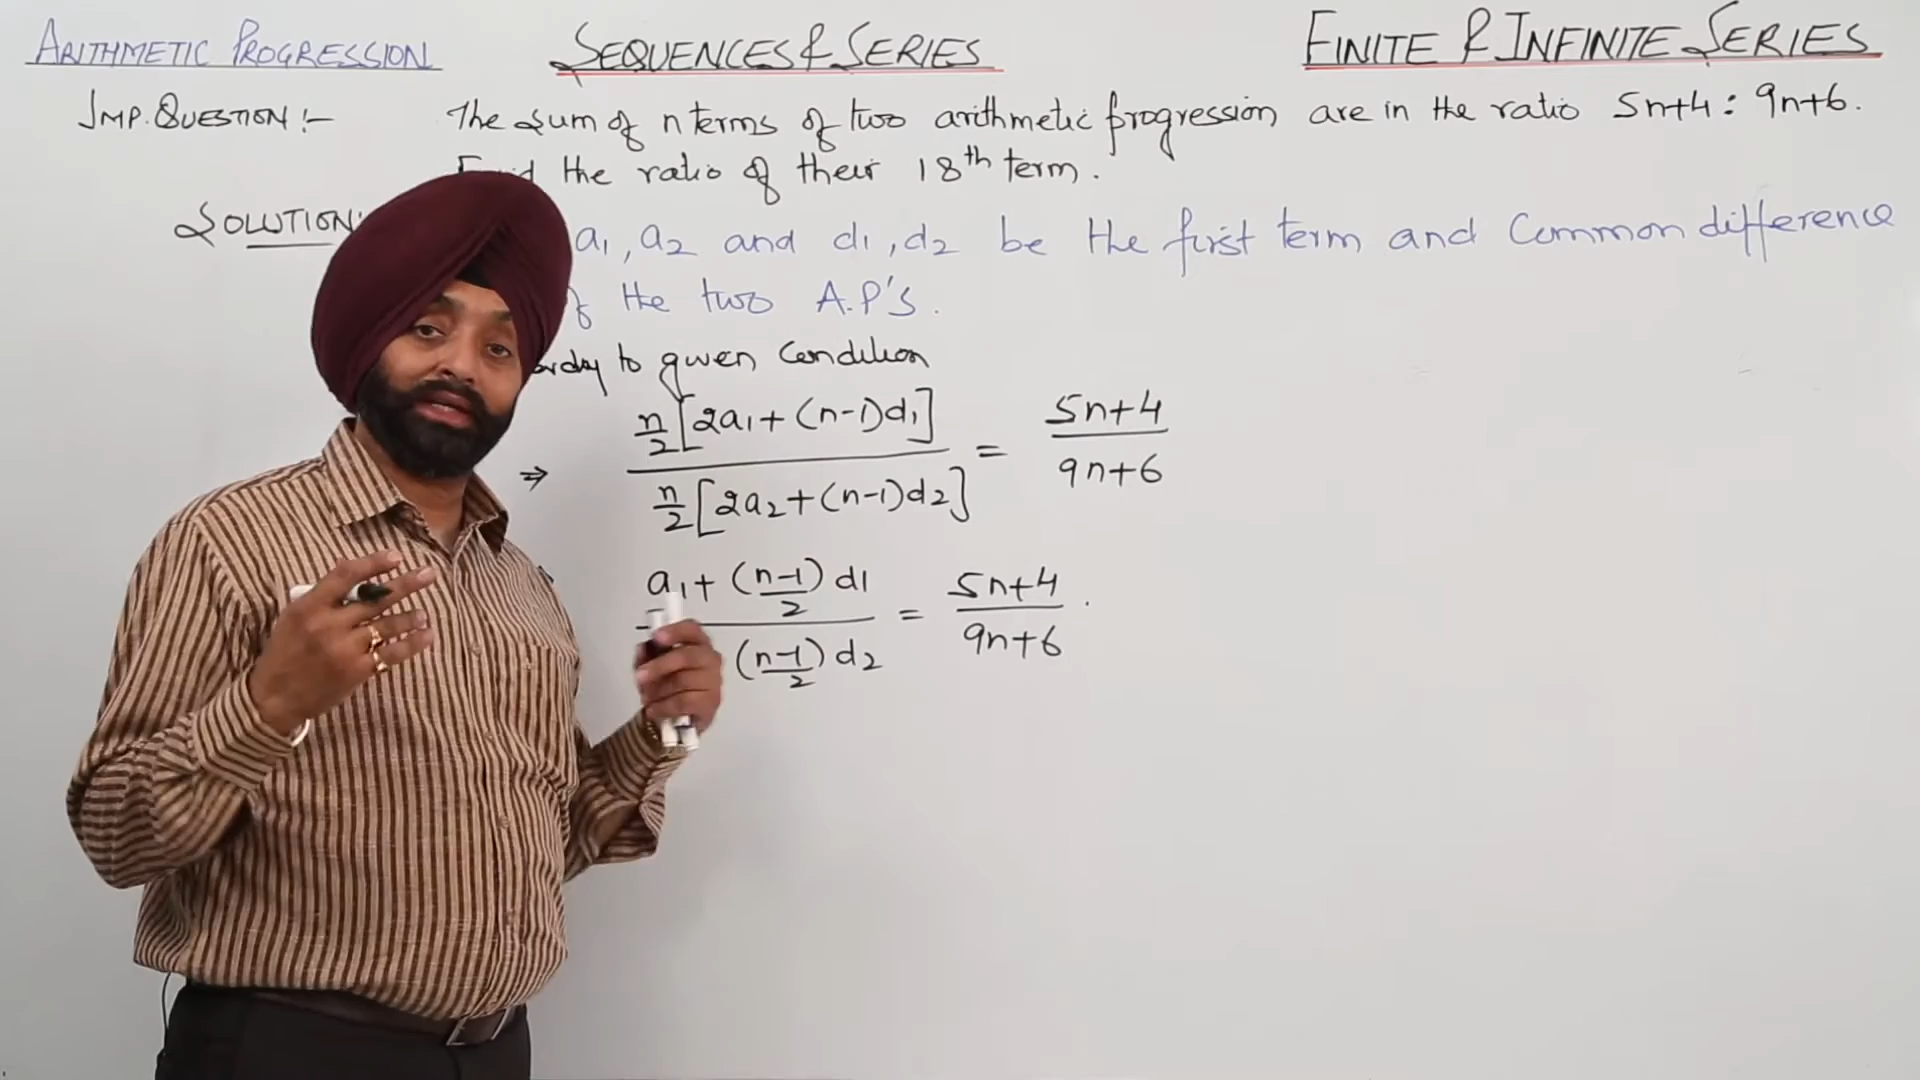 ARITHMETIC PROGRESSION
SEQUENCES & SERIES
FINITE & INFINITE SERIES
IMP. QUESTION :- The sum of n terms of two arithmetic progression are in the ratio 5n+4 : 9n+6.
the ratio of their 18th term.
SOLUTION: a1, a2 and d1, d2 be the first term and Common difference
the two A.P'S.
to given Condition
⇒ n/2[2a1+(n-1)d1] / n/2[2a2+(n-1)d2] = 5n+4 / 9n+6
a1+(n-1/2)d1 / (n-1/2)d2 = 5n+4 / 9n+6.